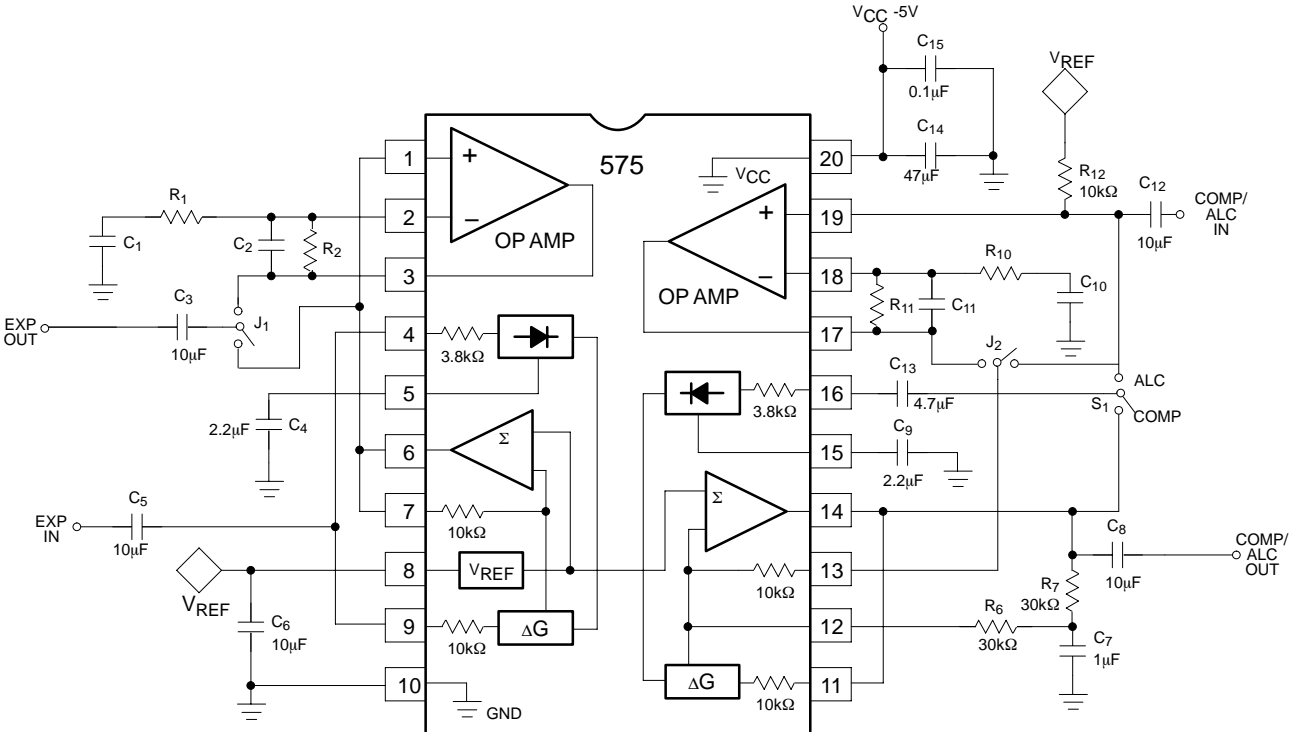 VCC -5V
C15
0.1µF
VREF
C14
47µF
R12
10kΩ
C12
10µF
COMP/
ALC
IN
575
1
+
−
OP AMP
2
R1
C1
C2
R2
3
C3
10µF
EXP
OUT
J1
4
3.8kΩ
5
2.2µF
C4
6
Σ
7
10kΩ
EXP
IN
C5
10µF
8
VREF
VREF
C6
10µF
9
10kΩ
ΔG
10
GND
20
VCC
19
+
−
OP AMP
18
R10
C10
R11
C11
17
J2
16
3.8kΩ
C13
4.7µF
ALC
S1
COMP
15
C9
2.2µF
14
Σ
C8
10µF
COMP/
ALC
OUT
13
10kΩ
R7
30kΩ
12
R6
30kΩ
C7
1µF
11
ΔG
10kΩ